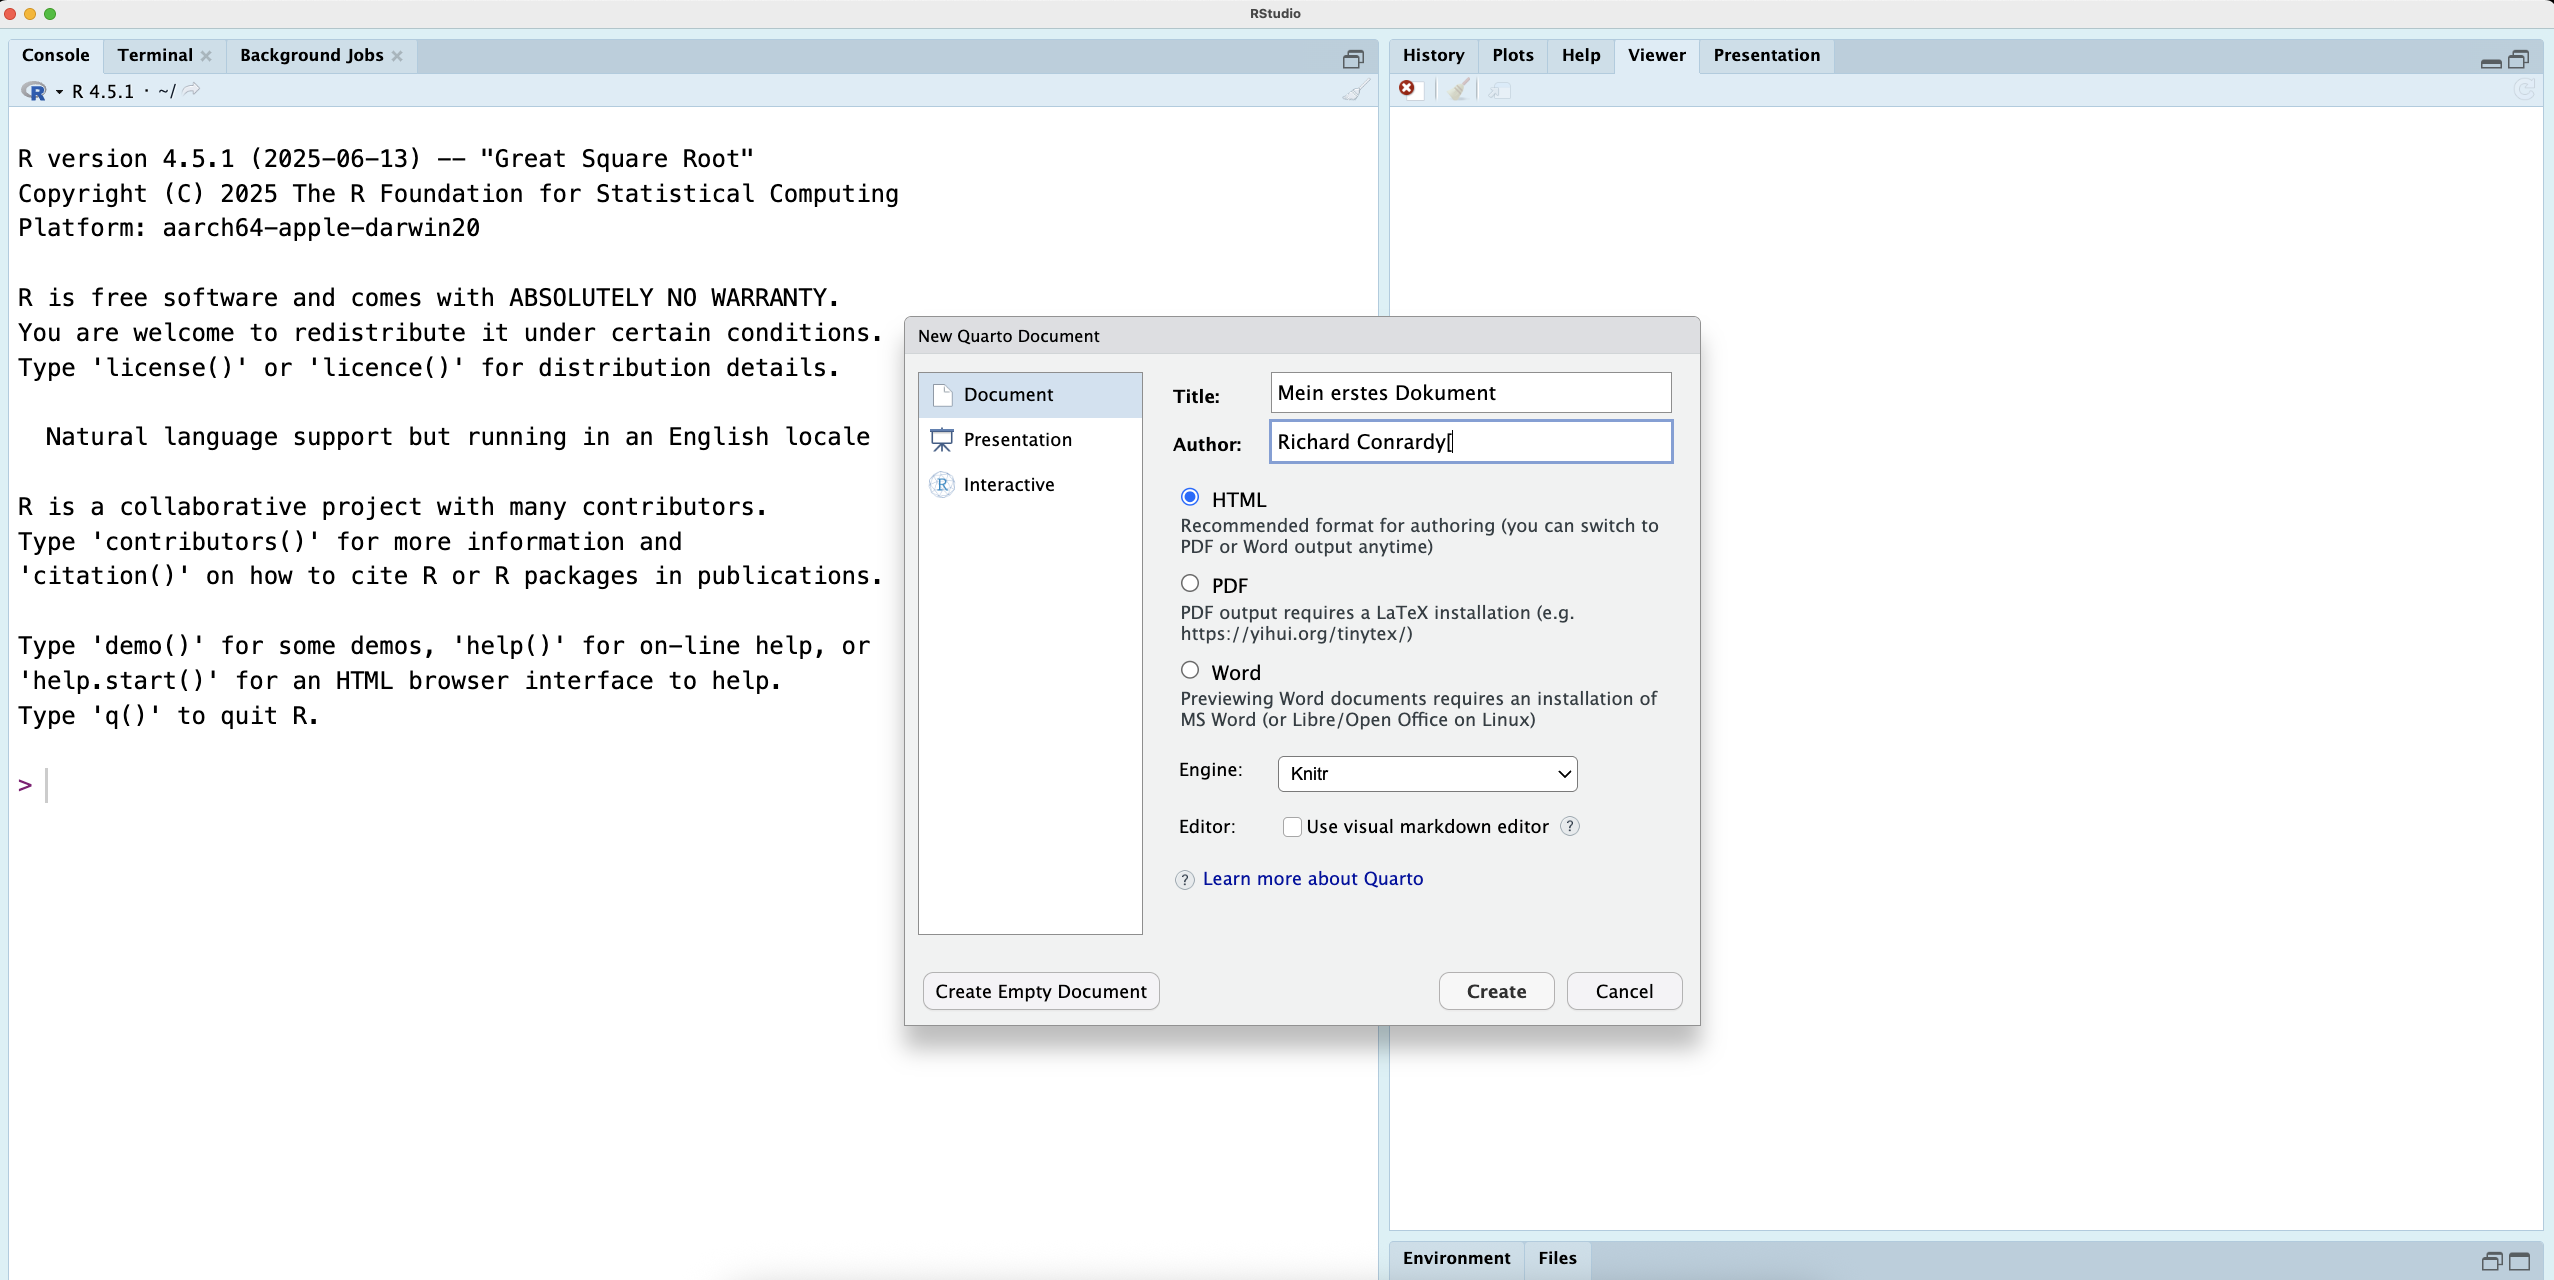 RStudio
Console Terminal Background Jobs
R 4.5.1 · ~/
R version 4.5.1 (2025-06-13) -- "Great Square Root"
Copyright (C) 2025 The R Foundation for Statistical Computing
Platform: aarch64-apple-darwin20
R is free software and comes with ABSOLUTELY NO WARRANTY.
You are welcome to redistribute it under certain conditions.
Type 'license()' or 'licence()' for distribution details.
Natural language support but running in an English locale
R is a collaborative project with many contributors.
Type 'contributors()' for more information and
'citation()' on how to cite R or R packages in publications.
Type 'demo()' for some demos, 'help()' for on-line help, or
'help.start()' for an HTML browser interface to help.
Type 'q()' to quit R.
>
History Plots Help Viewer Presentation
New Quarto Document
Document
Presentation
Interactive
Title: Mein erstes Dokument
Author: Richard Conrardy[
HTML
Recommended format for authoring (you can switch to
PDF or Word output anytime)
PDF
PDF output requires a LaTeX installation (e.g.
https://yihui.org/tinytex/)
Word
Previewing Word documents requires an installation of
MS Word (or Libre/Open Office on Linux)
Engine: Knitr
Editor: Use visual markdown editor ?
? Learn more about Quarto
Create Empty Document Create Cancel
Environment Files